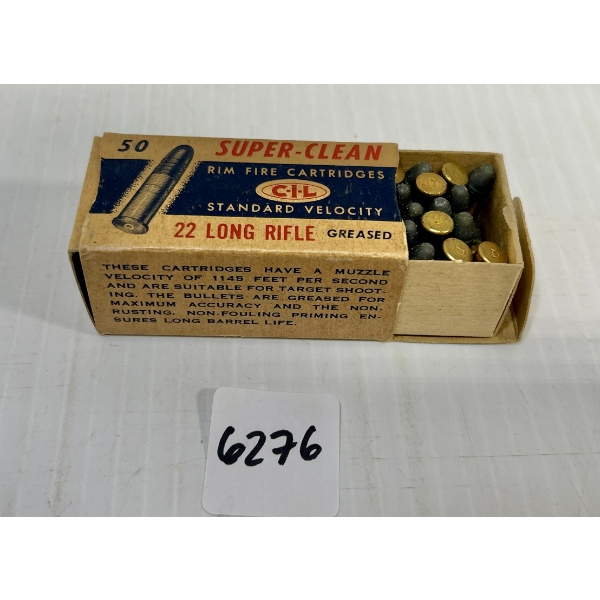 50
SUPER-CLEAN
RIM FIRE CARTRIDGES
C-I-L
STANDARD VELOCITY
22 LONG RIFLE GREASED
THESE CARTRIDGES HAVE A MUZZLE
VELOCITY OF 1145 FEET PER SECOND
AND ARE SUITABLE FOR TARGET SHOOT-
ING. THE BULLETS ARE GREASED FOR
MAXIMUM ACCURACY AND THE NON-
RUSTING, NON-FOULING PRIMING EN-
SURES LONG BARREL LIFE.
6276